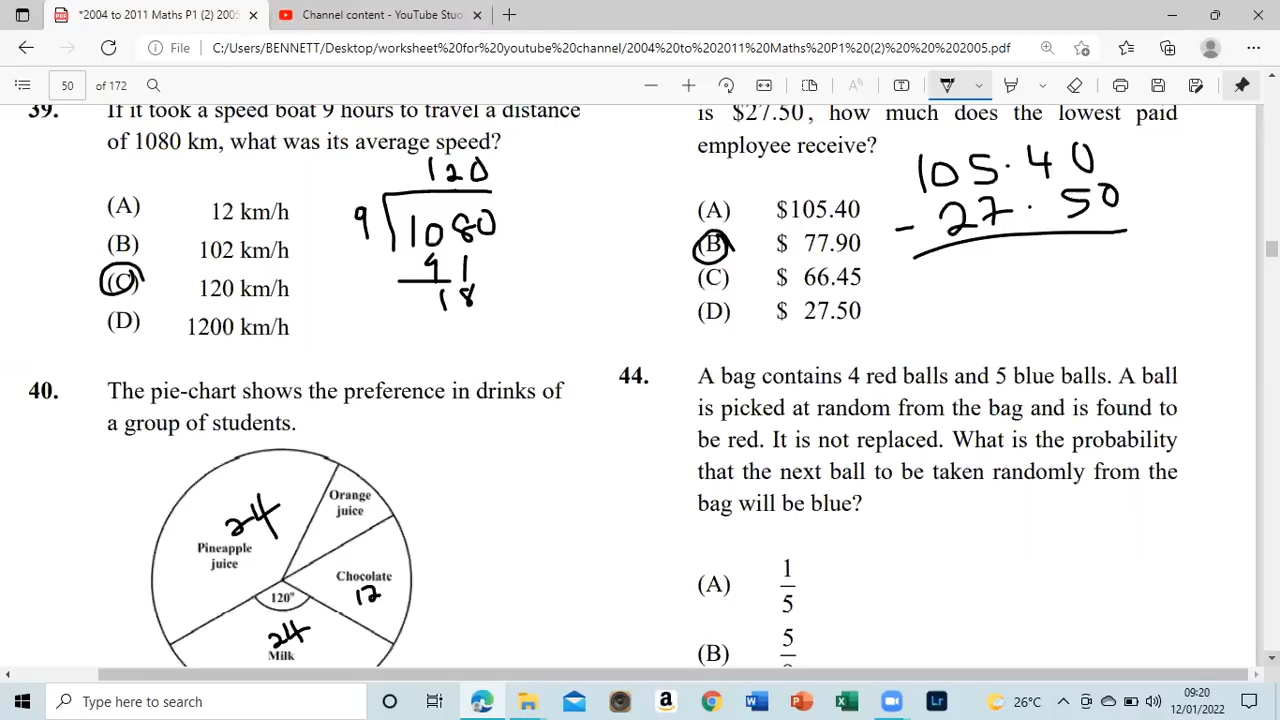 *2004 to 2011 Maths P1 (2) 2005
Channel content - YouTube Stu
File
C:/Users/BENNETT/Desktop/worksheet%20for%20youtube%20channel/2004%20to%202011%20Maths%20P1%20(2)%20%20%202005.pdf
50 of 172
39. If it took a speed boat 9 hours to travel a distance
of 1080 km, what was its average speed?
(A) 12 km/h
(B) 102 km/h
(C) 120 km/h
(D) 1200 km/h
120
9 1080
9 1
18
40. The pie-chart shows the preference in drinks of
a group of students.
Orange
juice
24
Pineapple
juice
Chocolate
12
120°
24
Milk
is $27.50, how much does the lowest paid
employee receive?
105.40
- 27.50
(A) $105.40
(B) $ 77.90
(C) $ 66.45
(D) $ 27.50
44. A bag contains 4 red balls and 5 blue balls. A ball
is picked at random from the bag and is found to
be red. It is not replaced. What is the probability
that the next ball to be taken randomly from the
bag will be blue?
(A) 1
5
(B) 5
Type here to search
26°C
09:20
12/01/2022